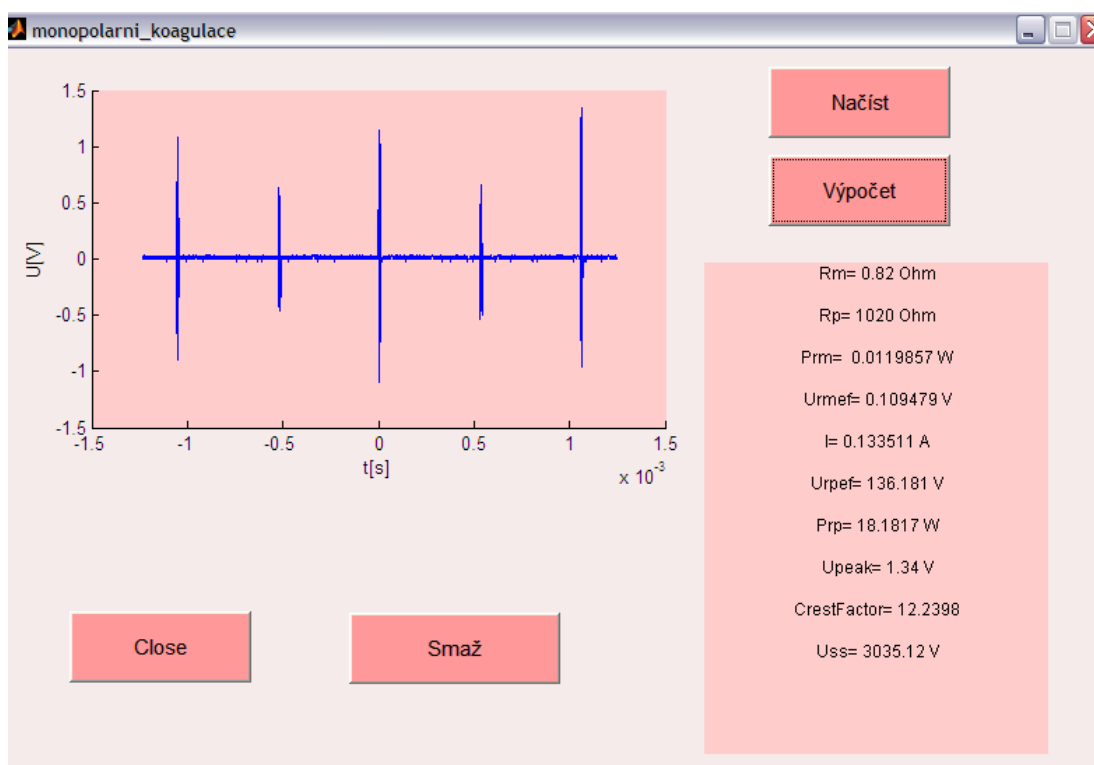 monopolarni_koagulace
1.5
1
0.5
0
-0.5
-1
-1.5
U[V]
-1.5 -1 -0.5 0 0.5 1 1.5
t[s]
x 10^-3
Načíst
Výpočet
Rm= 0.82 Ohm
Rp= 1020 Ohm
Prm= 0.0119857 W
Urmef= 0.109479 V
I= 0.133511 A
Urpef= 136.181 V
Prp= 18.1817 W
Upeak= 1.34 V
CrestFactor= 12.2398
Uss= 3035.12 V
Close
Smaž